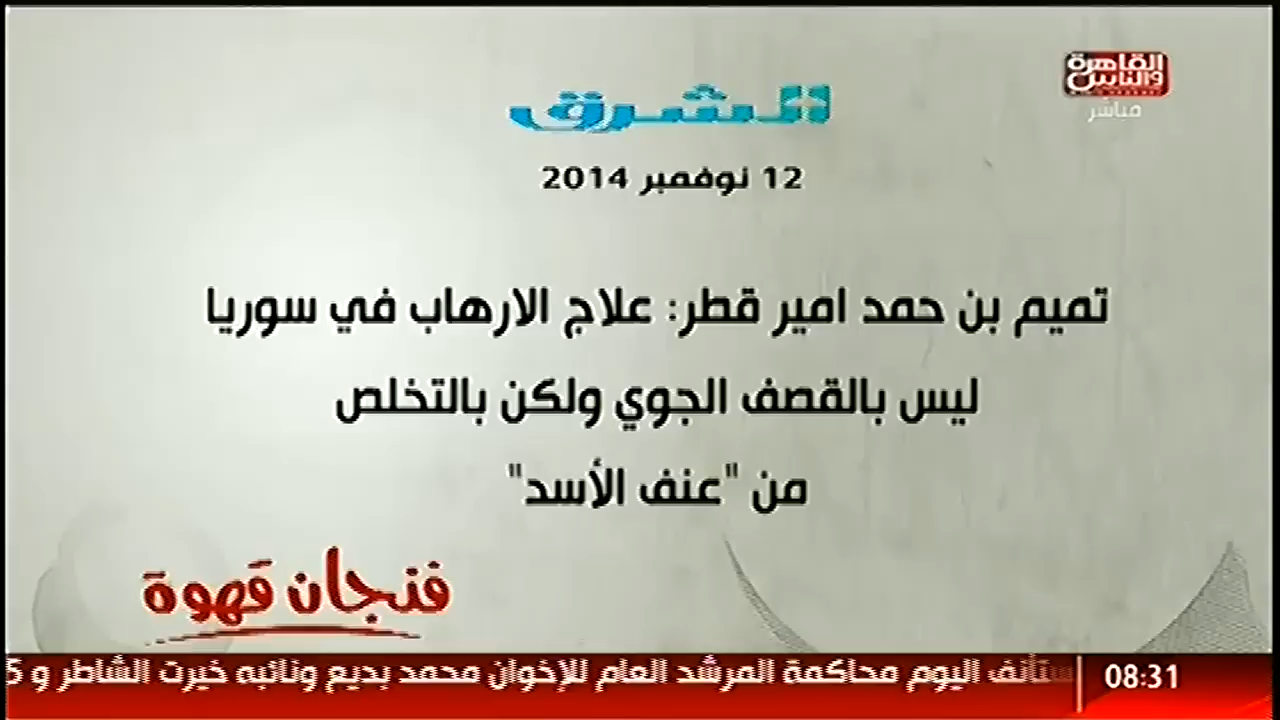 القاهرة
والناس
مباشر
الشرق
12 نوفمبر 2014
تميم بن حمد امير قطر: علاج الارهاب في سوريا
ليس بالقصف الجوي ولكن بالتخلص
من "عنف الأسد"
فنجان قهوة
ستأنف اليوم محاكمة المرشد العام للإخوان محمد بديع ونائبه خيرت الشاطر و 5
08:31